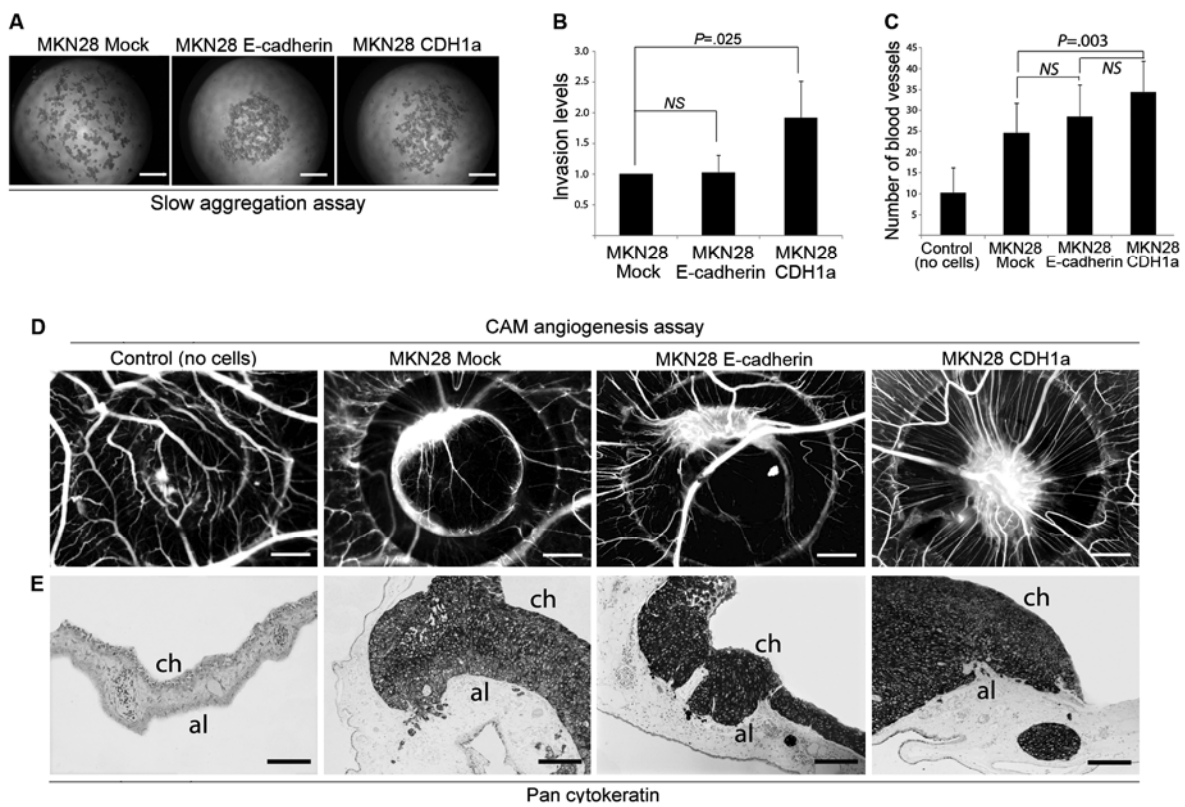 A
MKN28 Mock MKN28 E-cadherin MKN28 CDH1a
Slow aggregation assay
B
Invasion levels
3.0
2.5
2.0
1.5
1.0
0.5
P=.025
NS
MKN28 Mock
MKN28 E-cadherin
MKN28 CDH1a
C
Number of blood vessels
45
40
35
30
25
20
15
10
5
P=.003
NS NS
Control (no cells)
MKN28 Mock
MKN28 E-cadherin
MKN28 CDH1a
D
CAM angiogenesis assay
Control (no cells) MKN28 Mock MKN28 E-cadherin MKN28 CDH1a
E
ch al
ch al
ch al
ch al
Pan cytokeratin